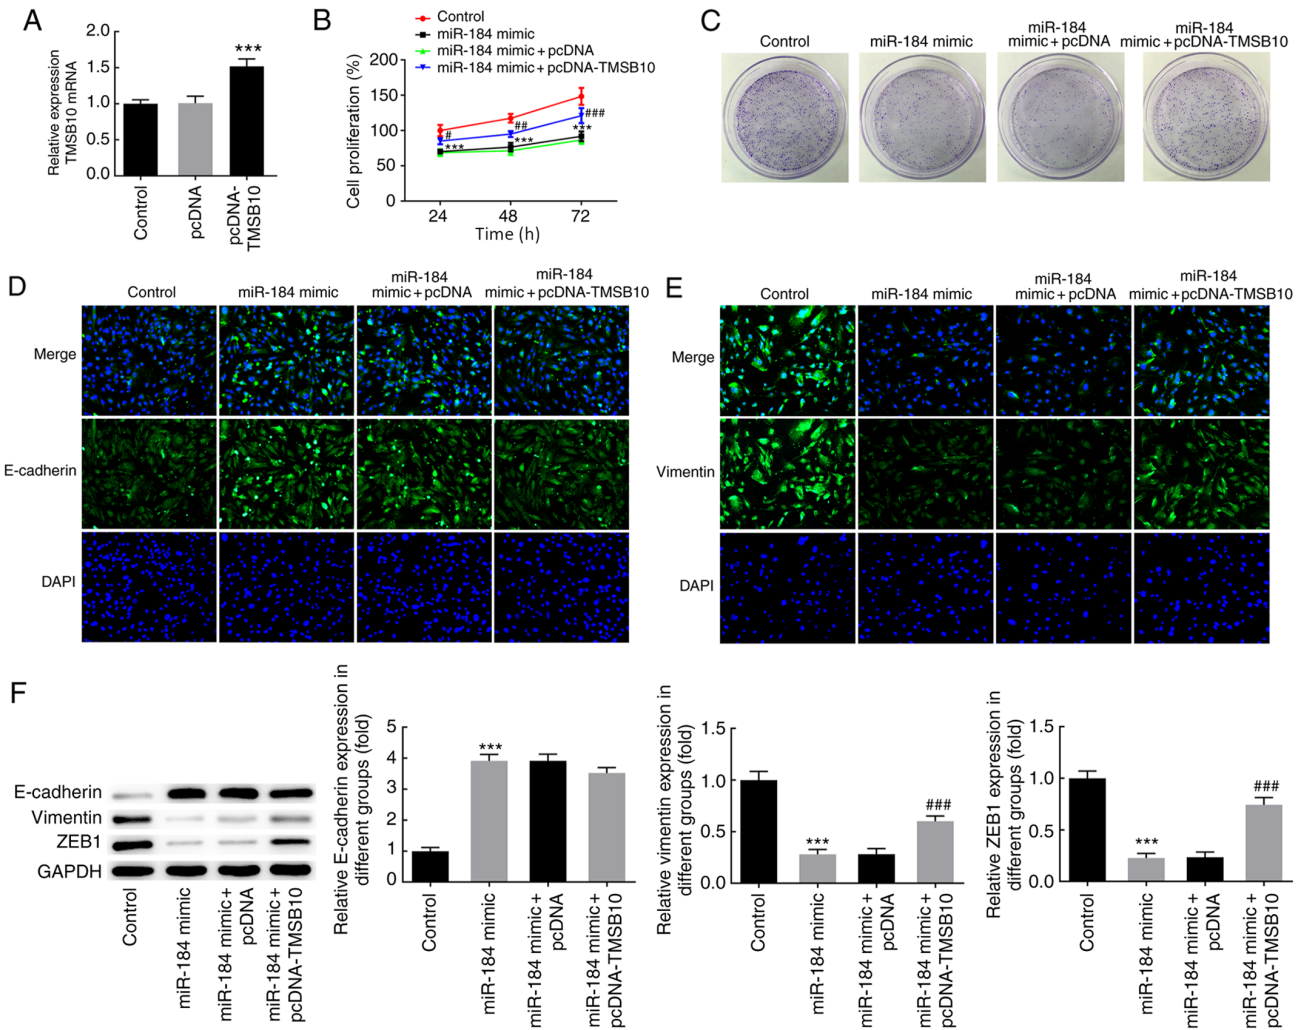 A
Relative expression
TMSB10 mRNA
2.0
1.5
1.0
0.5
0.0
***
Control
pcDNA
pcDNA-
TMSB10
B
Control
miR-184 mimic
miR-184 mimic+pcDNA
miR-184 mimic+pcDNA-TMSB10
Cell proliferation (%)
200
150
100
50
0
#
***
##
***
###
***
24
48
72
Time (h)
C
Control
miR-184 mimic
miR-184
mimic+pcDNA
miR-184
mimic+pcDNA-TMSB10
D
Control
miR-184 mimic
miR-184
mimic+pcDNA
miR-184
mimic+pcDNA-TMSB10
Merge
E-cadherin
DAPI
E
Control
miR-184 mimic
miR-184
mimic+pcDNA
miR-184
mimic+pcDNA-TMSB10
Merge
Vimentin
DAPI
F
E-cadherin
Vimentin
ZEB1
GAPDH
Control
miR-184 mimic
miR-184 mimic+
pcDNA
miR-184 mimic+
pcDNA-TMSB10
Relative E-cadherin expression in
different groups (fold)
5
4
3
2
1
0
***
Control
miR-184 mimic
miR-184 mimic+
pcDNA
miR-184 mimic+
pcDNA-TMSB10
Relative vimentin expression in
different groups (fold)
1.5
1.0
0.5
0.0
***
###
Control
miR-184 mimic
miR-184 mimic+
pcDNA
miR-184 mimic+
pcDNA-TMSB10
Relative ZEB1 expression in
different groups (fold)
1.5
1.0
0.5
0.0
***
###
Control
miR-184 mimic
miR-184 mimic+
pcDNA
miR-184 mimic+
pcDNA-TMSB10